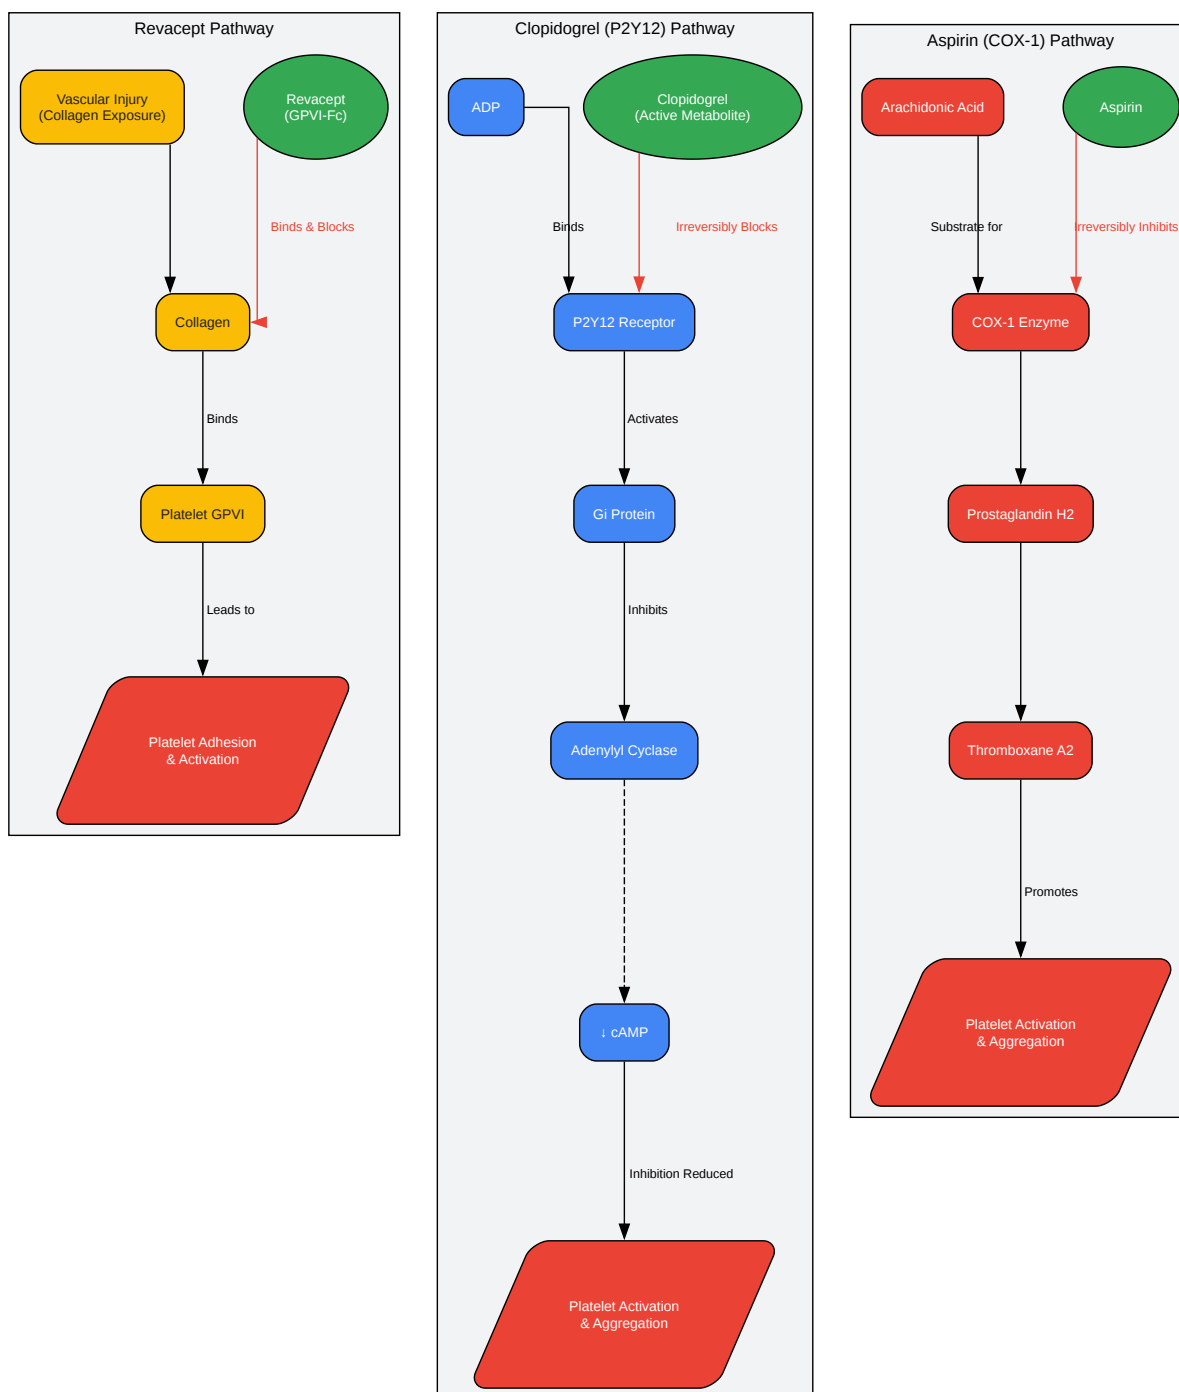 Revacept Pathway
Vascular Injury
(Collagen Exposure)
Revacept
(GPVI-Fc)
Binds & Blocks
Collagen
Binds
Platelet GPVI
Leads to
Platelet Adhesion
& Activation
Clopidogrel (P2Y12) Pathway
ADP
Clopidogrel
(Active Metabolite)
Binds
Irreversibly Blocks
P2Y12 Receptor
Activates
Gi Protein
Inhibits
Adenylyl Cyclase
↓ cAMP
Inhibition Reduced
Platelet Activation
& Aggregation
Aspirin (COX-1) Pathway
Arachidonic Acid
Aspirin
Substrate for
Irreversibly Inhibits
COX-1 Enzyme
Prostaglandin H2
Thromboxane A2
Promotes
Platelet Activation
& Aggregation